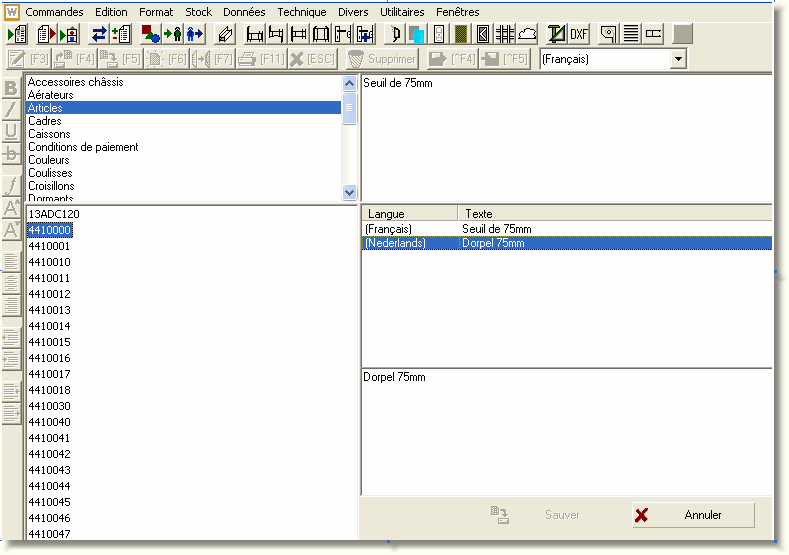 W Commandes Edition Format Stock Données Technique Divers Utilitaires Fenêtres
DXF
[F3] [F4] [F5] [F6] [F7] [F11] [ESC] Supprimer [^F4] [^F5] (Français)
B
I
U
b
f
A
A
Accessoires châssis
Aérateurs
Articles
Cadres
Caissons
Conditions de paiement
Couleurs
Coulisses
Croisillons
Dormants
Seuil de 75mm
13ADC120
4410000
4410001
4410010
4410011
4410012
4410013
4410014
4410015
4410016
4410017
4410018
4410030
4410040
4410041
4410042
4410043
4410044
4410045
4410046
4410047
Langue Texte
(Français) Seuil de 75mm
(Nederlands) Dorpel 75mm
Dorpel 75mm
Sauver Annuler